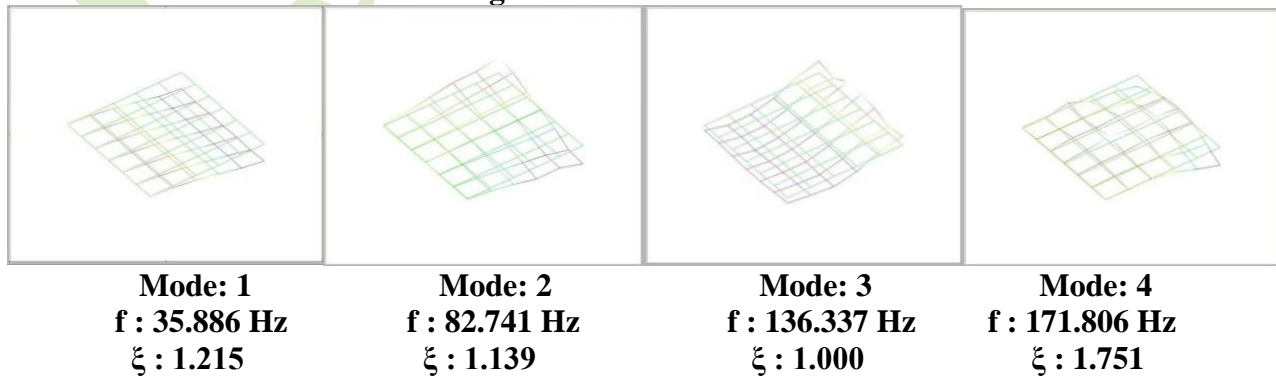 Mode: 1 Mode: 2 Mode: 3 Mode: 4
f : 35.886 Hz f : 82.741 Hz f : 136.337 Hz f : 171.806 Hz
ξ : 1.215 ξ : 1.139 ξ : 1.000 ξ : 1.751